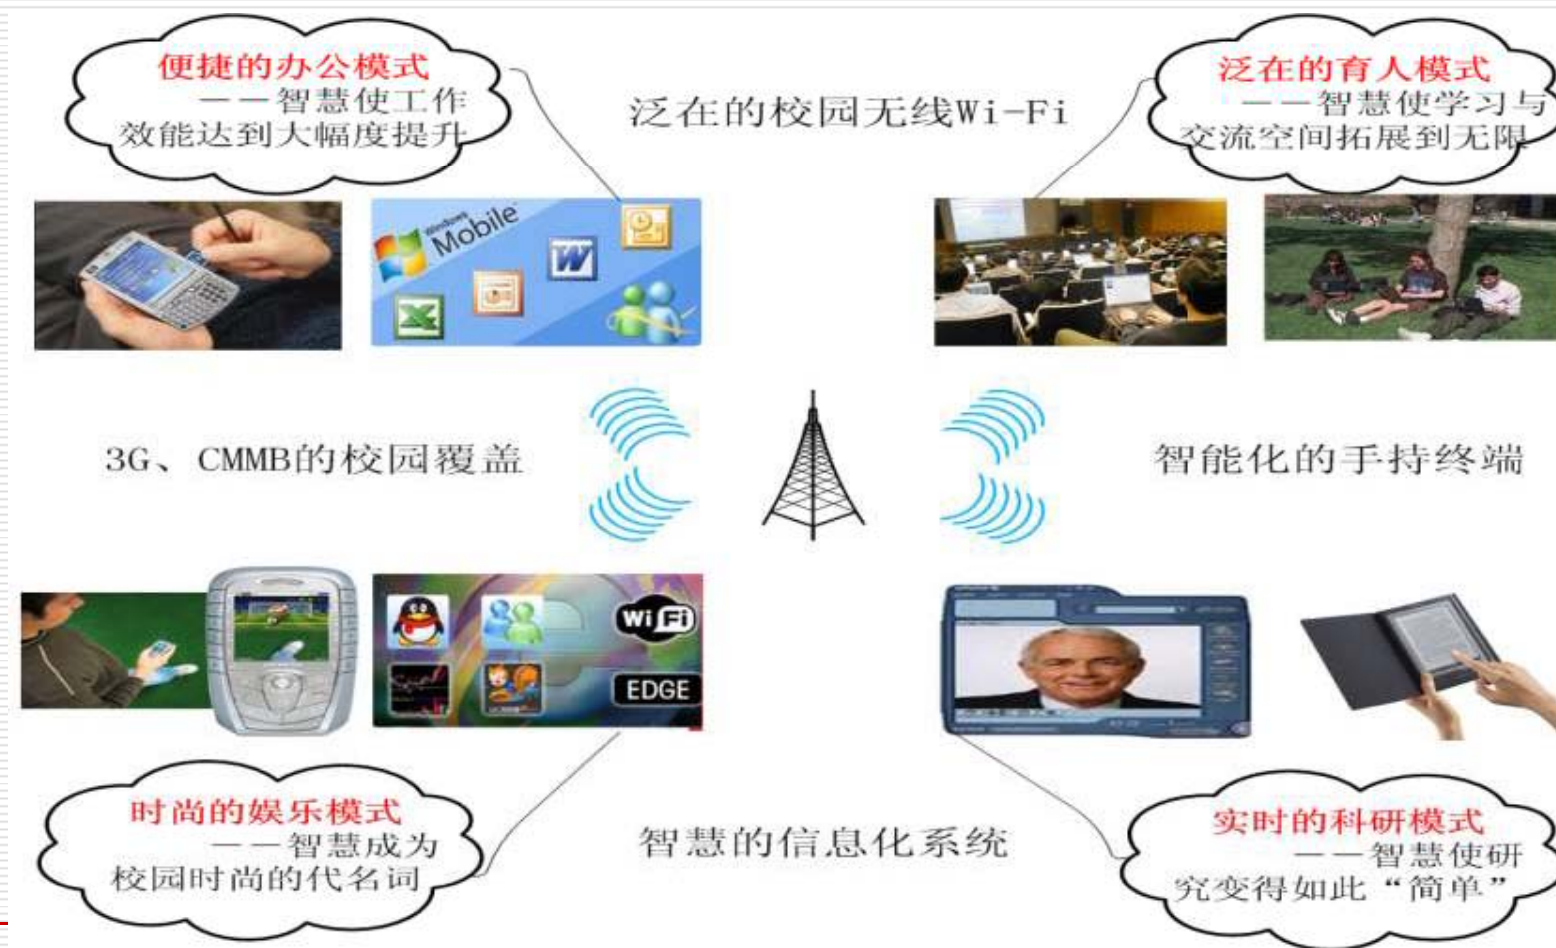 便捷的办公模式
——智慧使工作
效能达到大幅度提升
泛在的校园无线Wi-Fi
泛在的育人模式
——智慧使学习与
交流空间拓展到无限
Windows
Mobile
3G、CMMB的校园覆盖
智能化的手持终端
Wi Fi
EDGE
时尚的娱乐模式
——智慧成为
校园时尚的代名词
智慧的信息化系统
实时的科研模式
——智慧使研
究变得如此“简单”